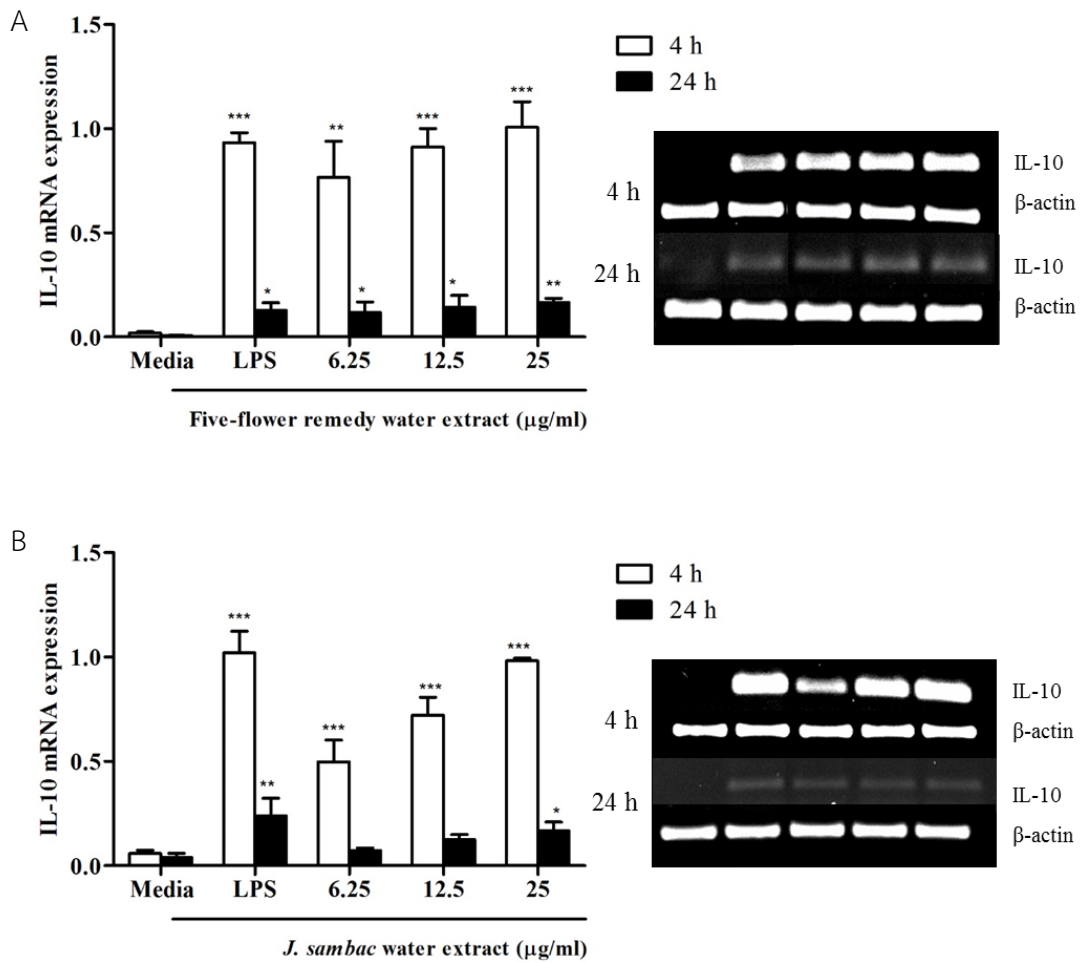 A
1.5
1.0
0.5
0.0
IL-10 mRNA expression
4 h
24 h
***
**
***
***
*
*
*
**
Media LPS 6.25 12.5 25
Five-flower remedy water extract (μg/ml)
4 h
IL-10
β-actin
24 h
IL-10
β-actin
B
1.5
1.0
0.5
0.0
IL-10 mRNA expression
4 h
24 h
***
***
***
***
**
*
Media LPS 6.25 12.5 25
J. sambac water extract (μg/ml)
4 h
IL-10
β-actin
24 h
IL-10
β-actin